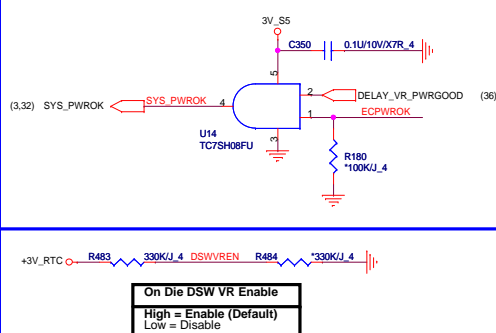 3V_S5
C350 0.1U/10V/X7R_4
5
2 DELAY_VR_PWRGOOD (36)
(3,32) SYS_PWROK SYS_PWROK 4
1 ECPWROK
U14
TC7SH08FU
3
R180
*100K/J_4
+3V_RTC R483 330K/J_4 DSWVREN R484 *330K/J_4
On Die DSW VR Enable
High = Enable (Default)
Low = Disable